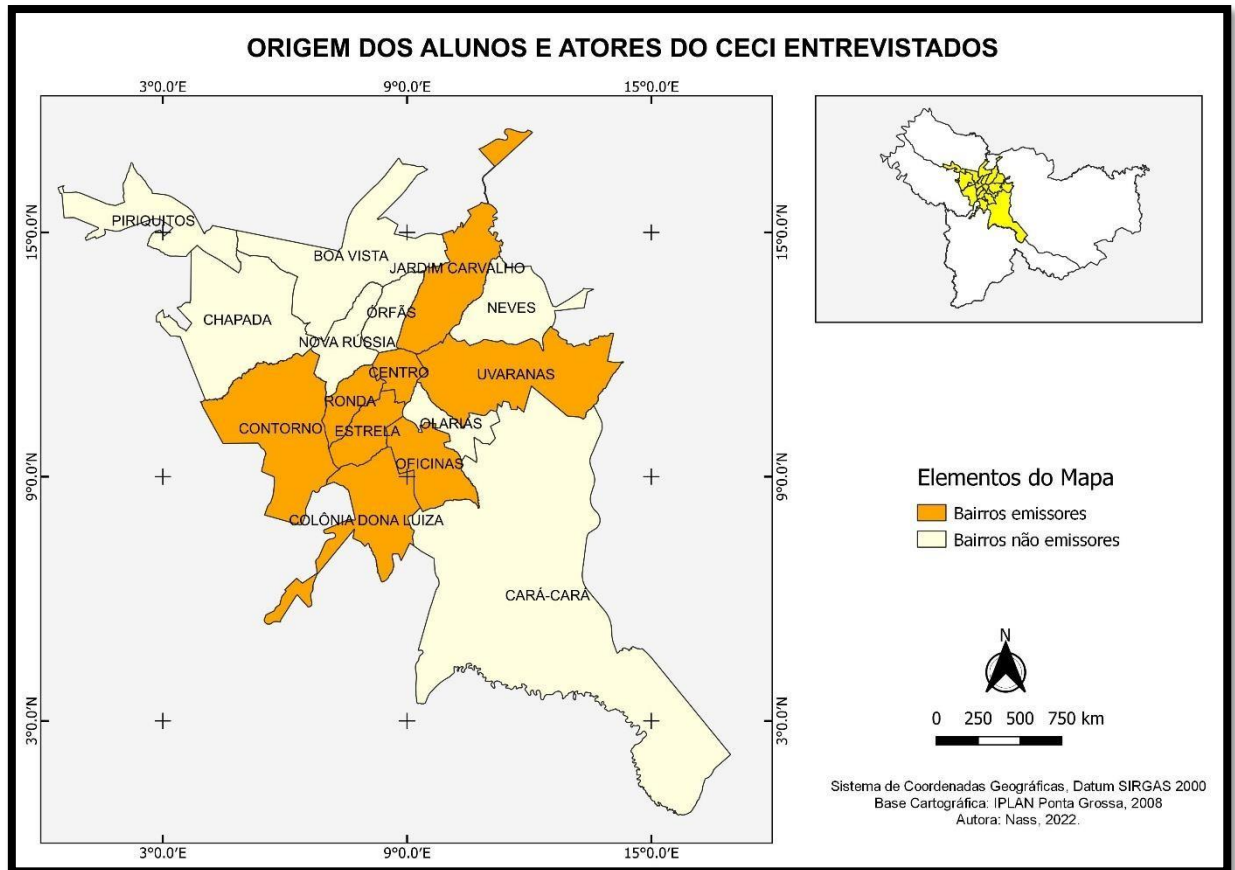 ORIGEM DOS ALUNOS E ATORES DO CECI ENTREVISTADOS
3°0.0'E 9°0.0'E 15°0.0'E
15°0.0'N
9°0.0'N
3°0.0'N
PIRIQUITOS
BOA VISTA
JARDIM CARVALHO
CHAPADA
ÓRFÃS
NEVES
NOVA RÚSSIA
CENTRO
UVARANAS
RONDA
OLARIAS
CONTORNO
ESTRELA
OFICINAS
COLÔNIA DONA LUIZA
CARÁ-CARÁ
15°0.0'N
9°0.0'N
3°0.0'N
3°0.0'E 9°0.0'E 15°0.0'E
Elementos do Mapa
Bairros emissores
Bairros não emissores
N
0 250 500 750 km
Sistema de Coordenadas Geográficas, Datum SIRGAS 2000
Base Cartográfica: IPLAN Ponta Grossa, 2008
Autora: Nass, 2022.